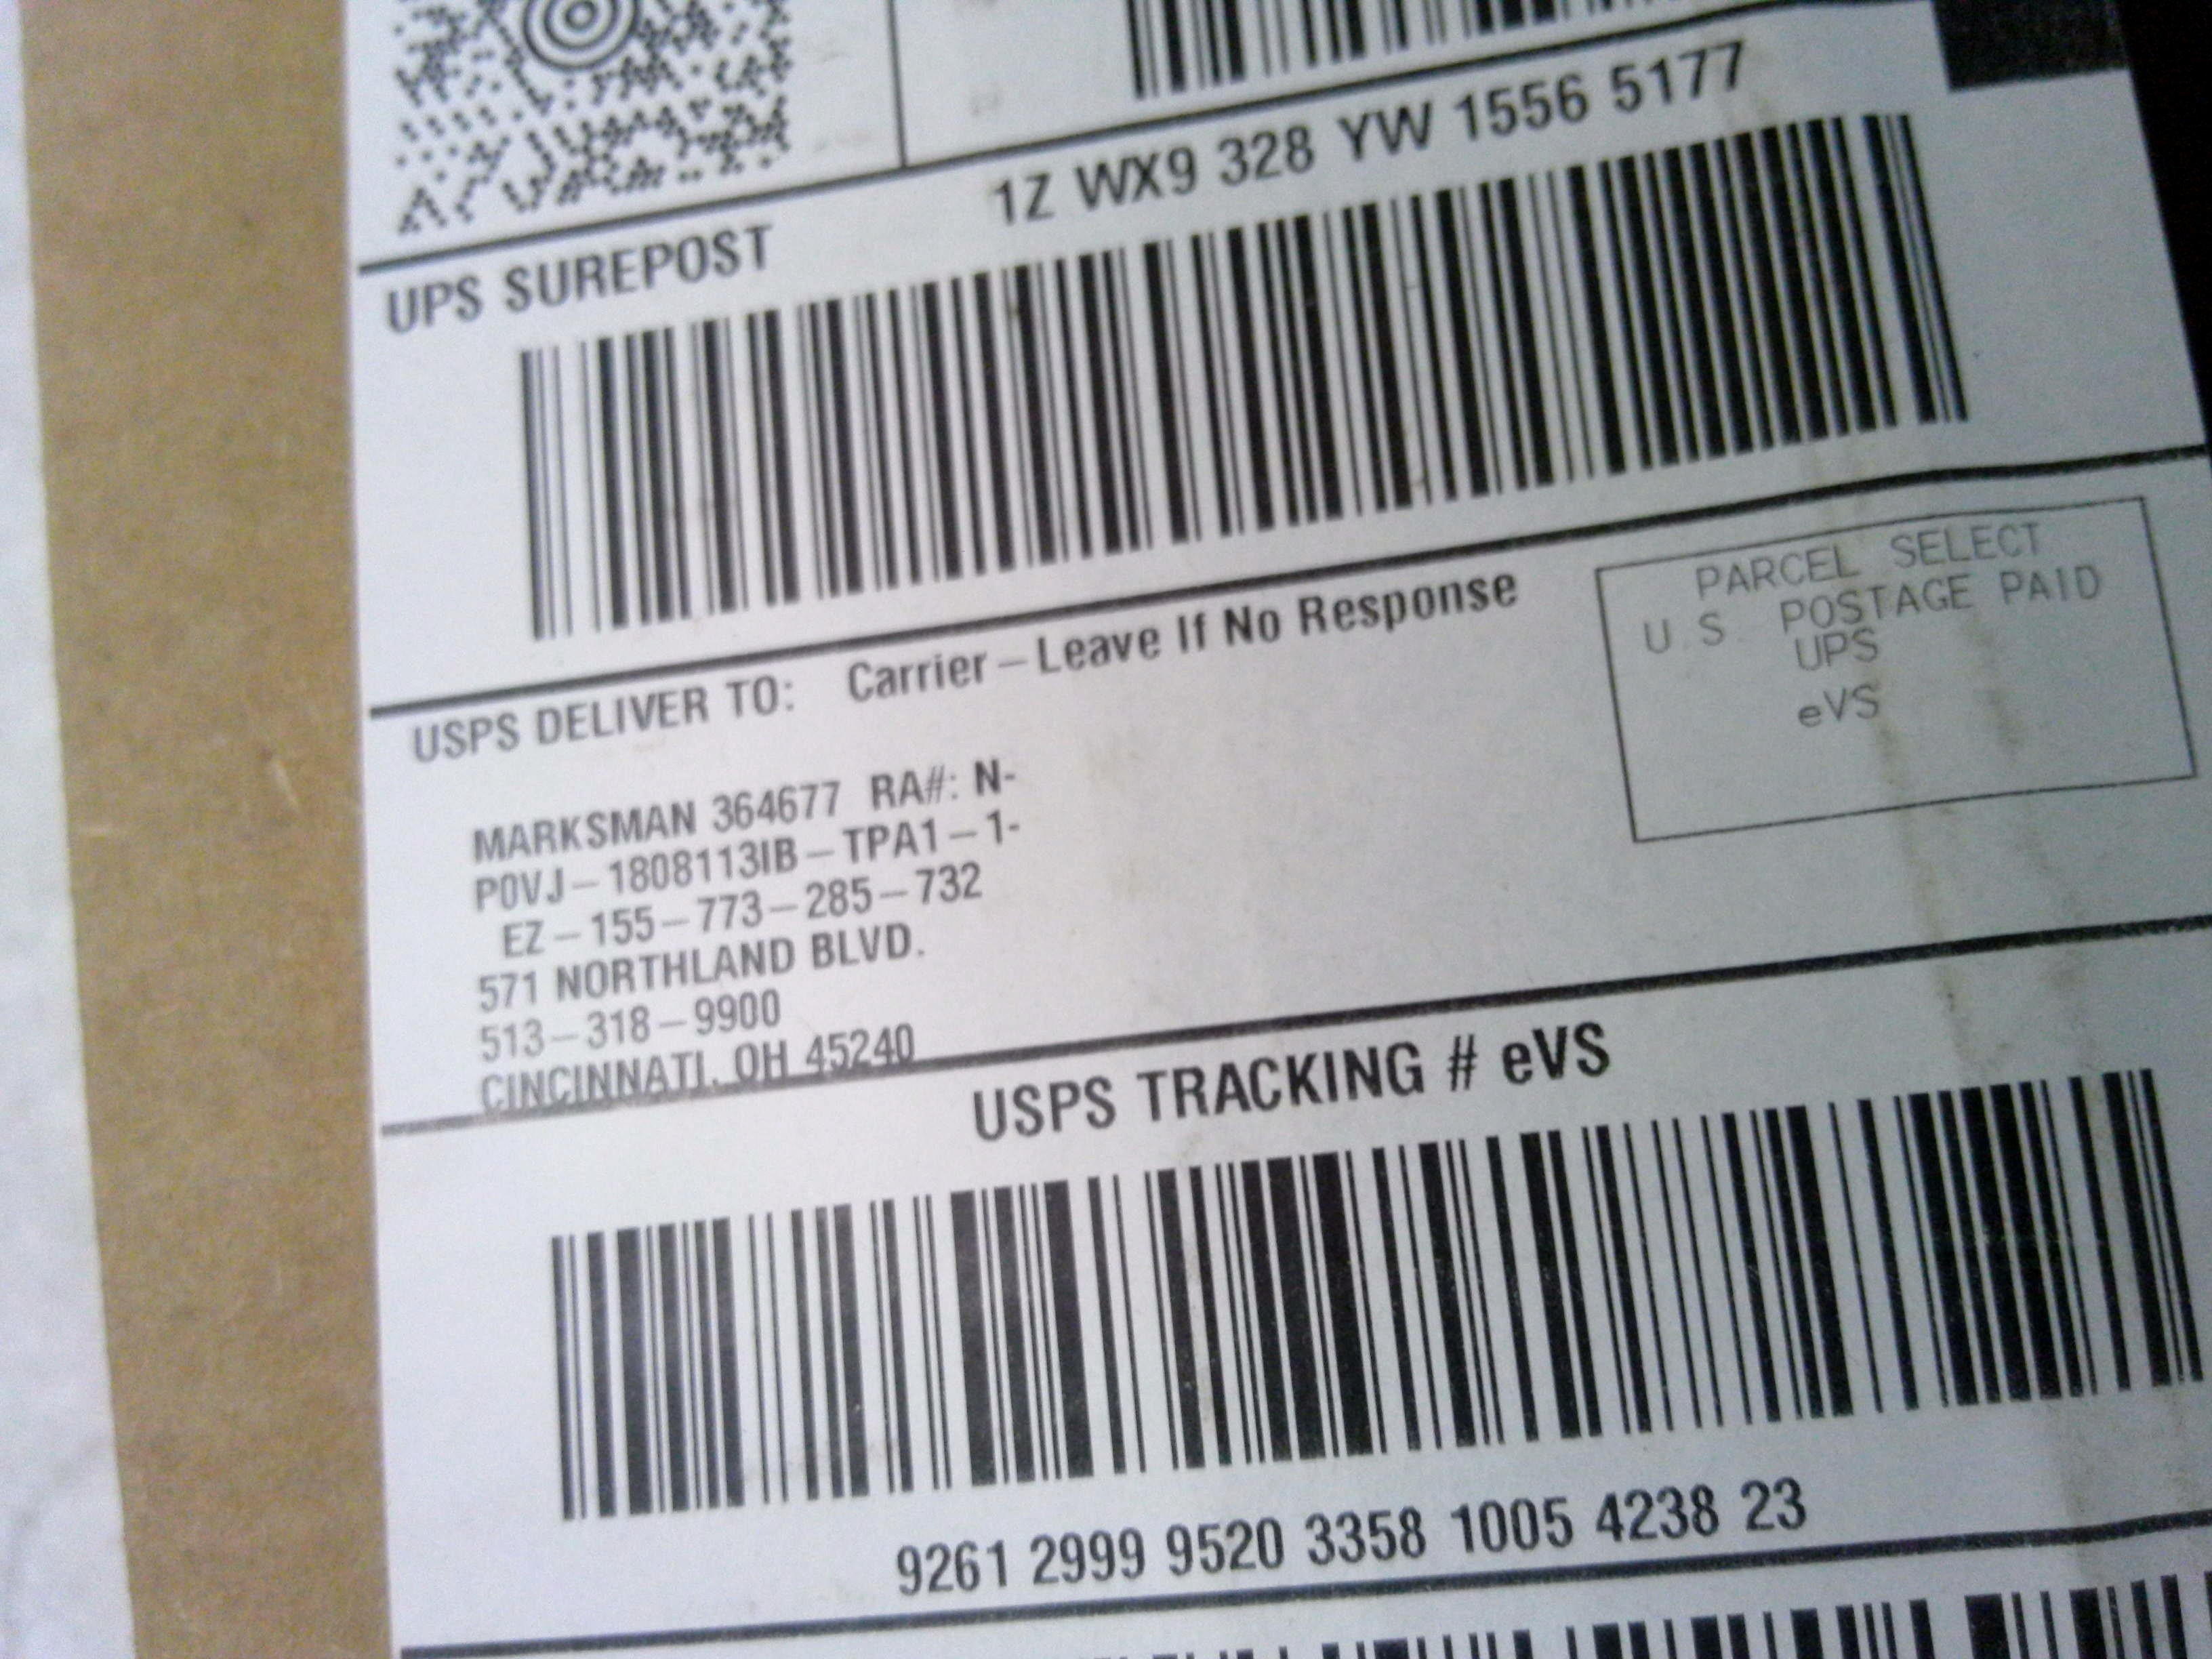 1Z WX9 328 YW 1556 5177
UPS SUREPOST
USPS DELIVER TO: Carrier – Leave If No Response
PARCEL SELECT
U.S. POSTAGE PAID
UPS
eVS
MARKSMAN 364677 RA#: N-
P0VJ – 1808113IB – TPA1 – 1-
EZ – 155 – 773 – 285 – 732
571 NORTHLAND BLVD.
513 – 318 – 9900
CINCINNATI, OH 45240
USPS TRACKING # eVS
9261 2999 9520 3358 1005 4238 23